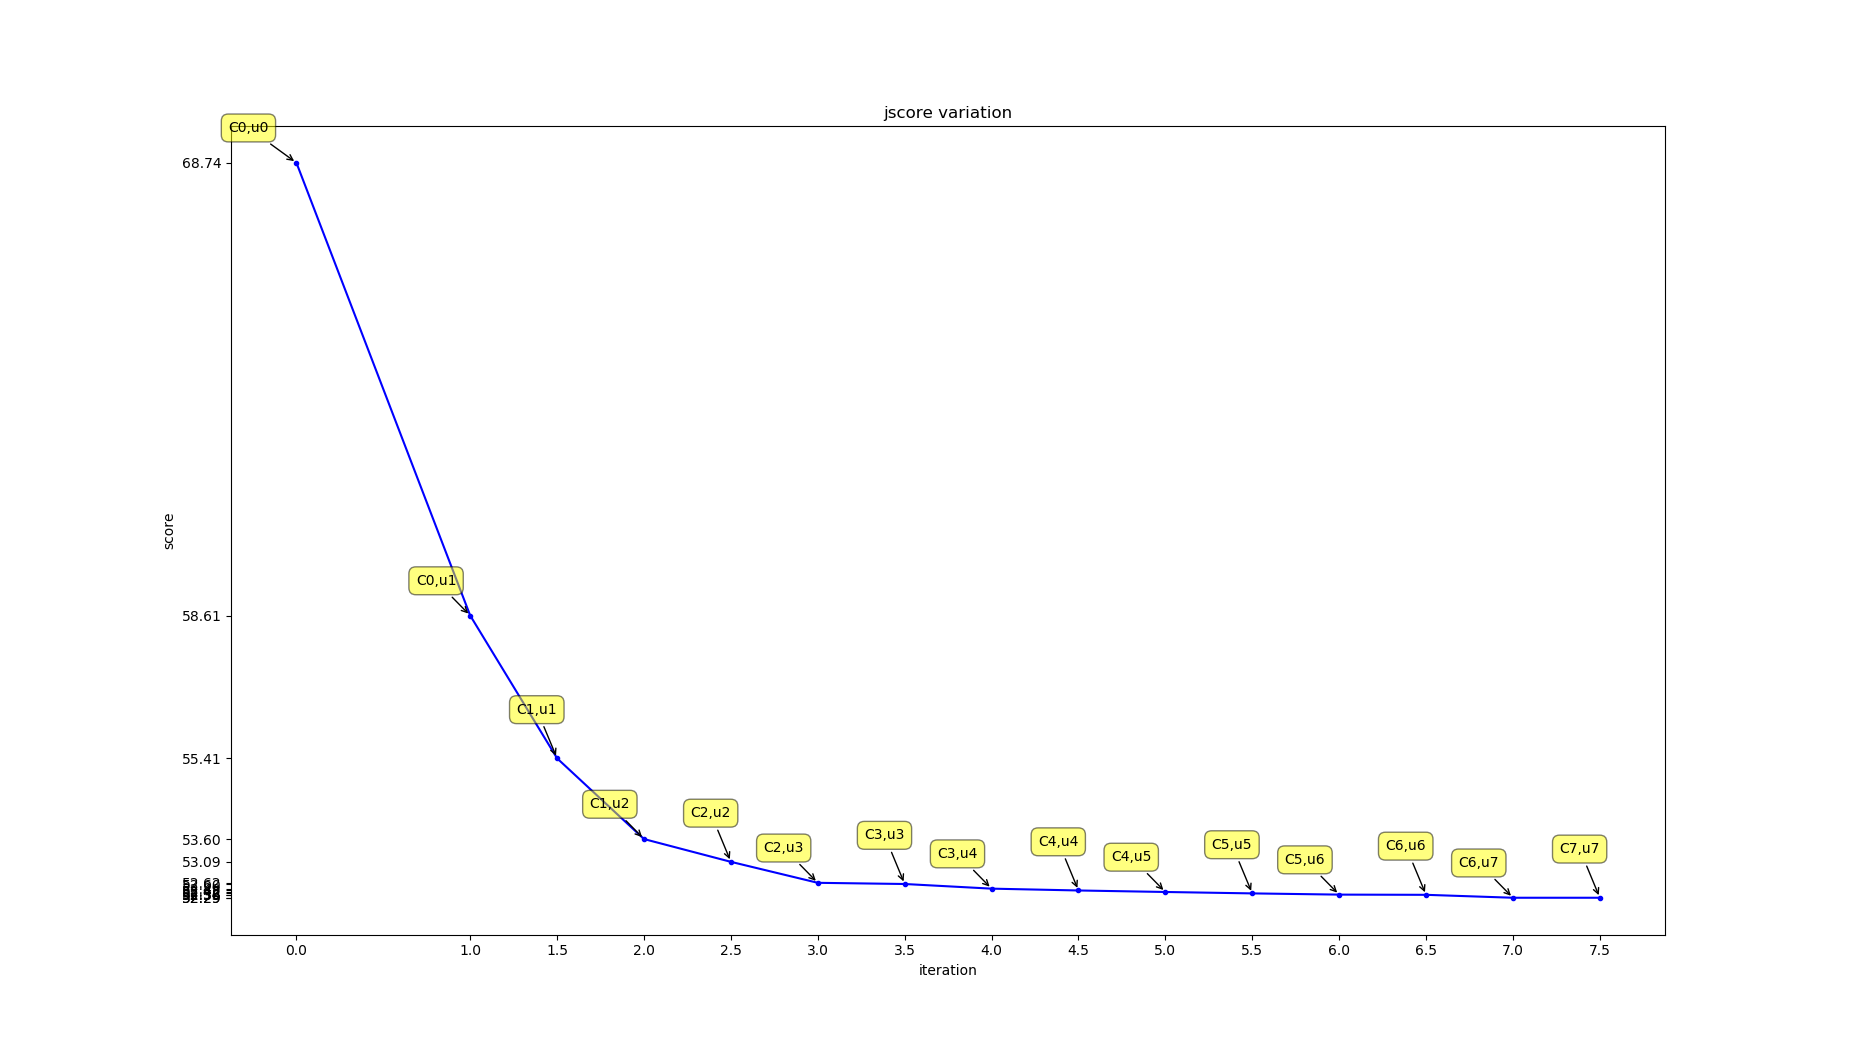 jscore variation
C0,u0
68.74
C0,u1
58.61
C1,u1
55.41
C1,u2
C2,u2
53.60
C2,u3
C3,u3
C3,u4
C4,u4
C4,u5
C5,u5
C5,u6
C6,u6
C6,u7
C7,u7
53.09
score
0.0 1.0 1.5 2.0 2.5 3.0 3.5 4.0 4.5 5.0 5.5 6.0 6.5 7.0 7.5
iteration